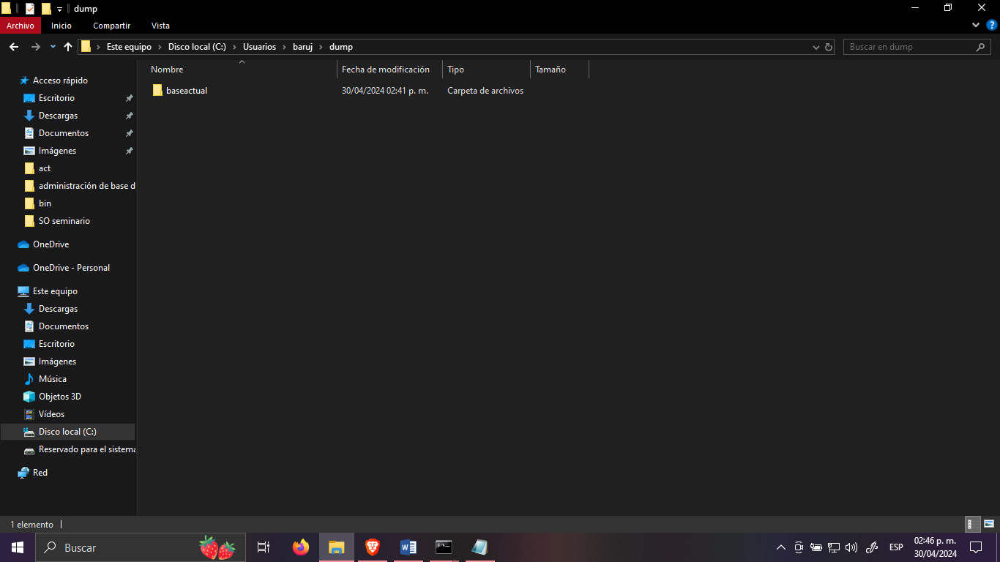 dump
Archivo Inicio Compartir Vista
Este equipo Disco local (C:) Usuarios baruj dump
Buscar en dump
Nombre Fecha de modificación Tipo Tamaño
baseactual 30/04/2024 02:41 p. m. Carpeta de archivos
Acceso rápido
Escritorio
Descargas
Documentos
Imágenes
act
administración de base d
bin
SO seminario
OneDrive
OneDrive - Personal
Este equipo
Descargas
Documentos
Escritorio
Imágenes
Música
Objetos 3D
Vídeos
Disco local (C:)
Reservado para el sistema
Red
1 elemento
Buscar
ESP
02:46 p. m.
30/04/2024